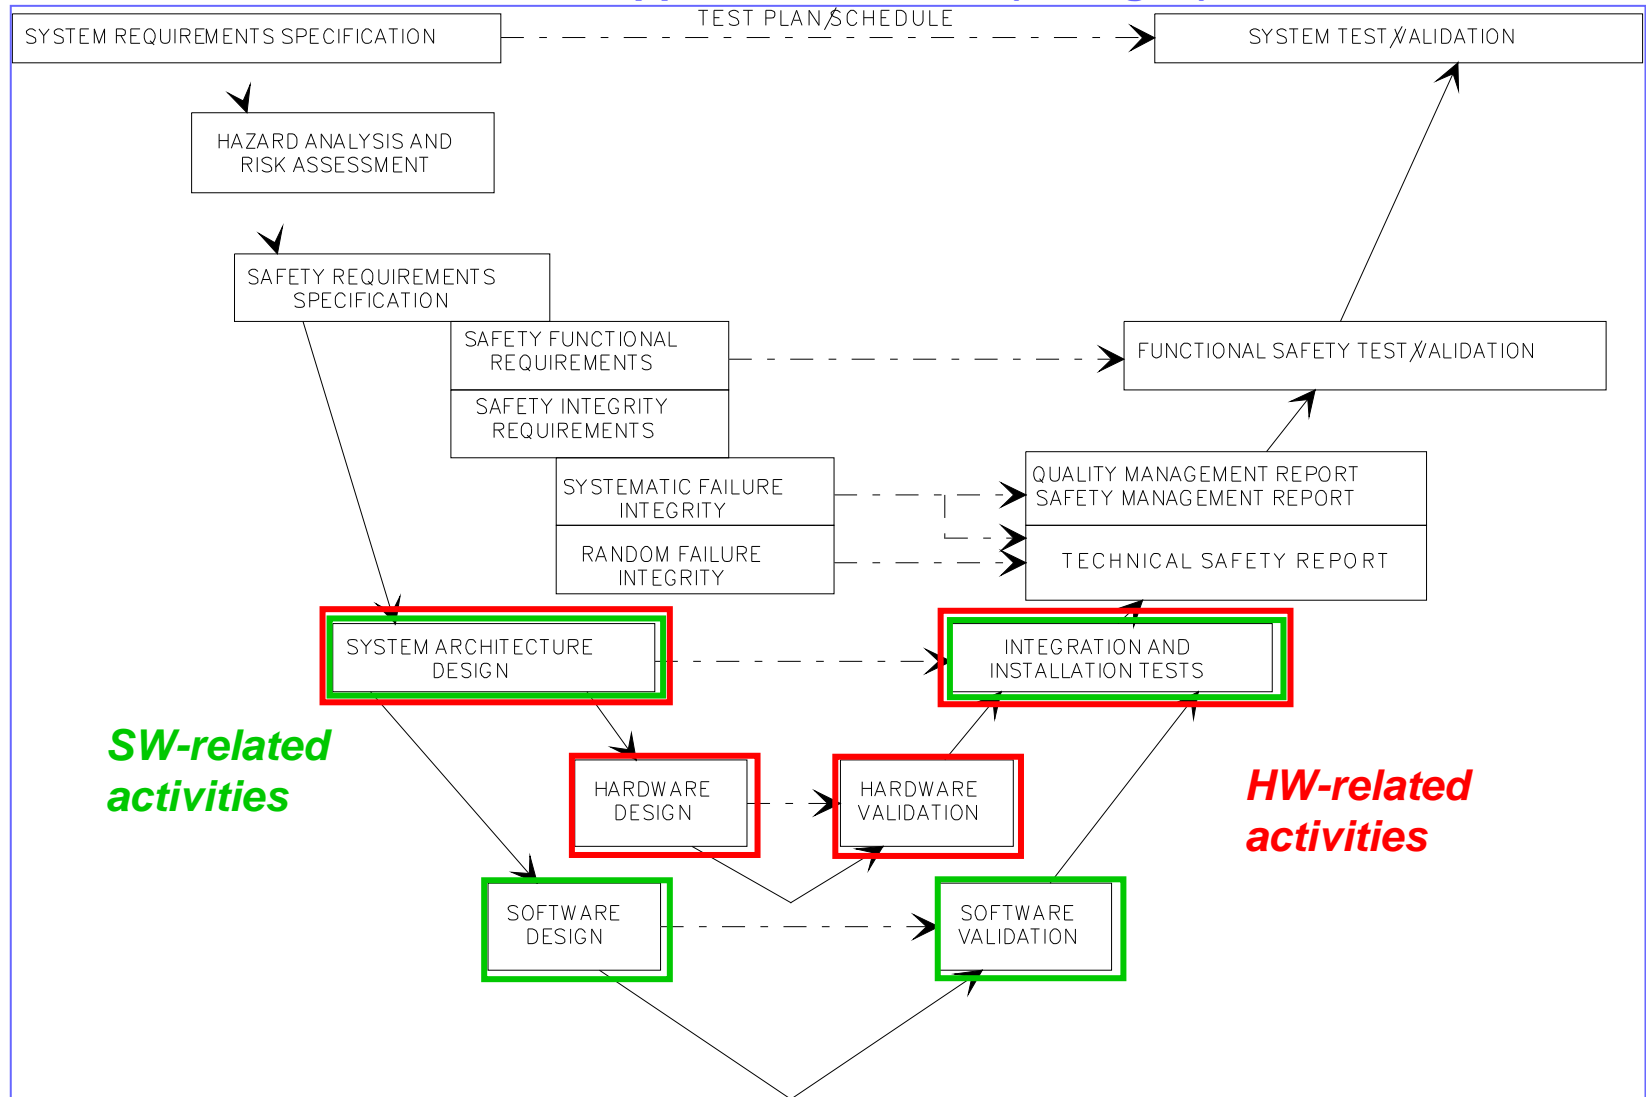 TEST PLAN/SCHEDULE
SYSTEM REQUIREMENTS SPECIFICATION
SYSTEM TEST/VALIDATION
HAZARD ANALYSIS AND
RISK ASSESSMENT
SAFETY REQUIREMENTS
SPECIFICATION
SAFETY FUNCTIONAL
REQUIREMENTS
FUNCTIONAL SAFETY TEST/VALIDATION
SAFETY INTEGRITY
REQUIREMENTS
SYSTEMATIC FAILURE
INTEGRITY
QUALITY MANAGEMENT REPORT
SAFETY MANAGEMENT REPORT
RANDOM FAILURE
INTEGRITY
TECHNICAL SAFETY REPORT
SYSTEM ARCHITECTURE
DESIGN
INTEGRATION AND
INSTALLATION TESTS
SW-related
activities
HARDWARE
DESIGN
HARDWARE
VALIDATION
HW-related
activities
SOFTWARE
DESIGN
SOFTWARE
VALIDATION